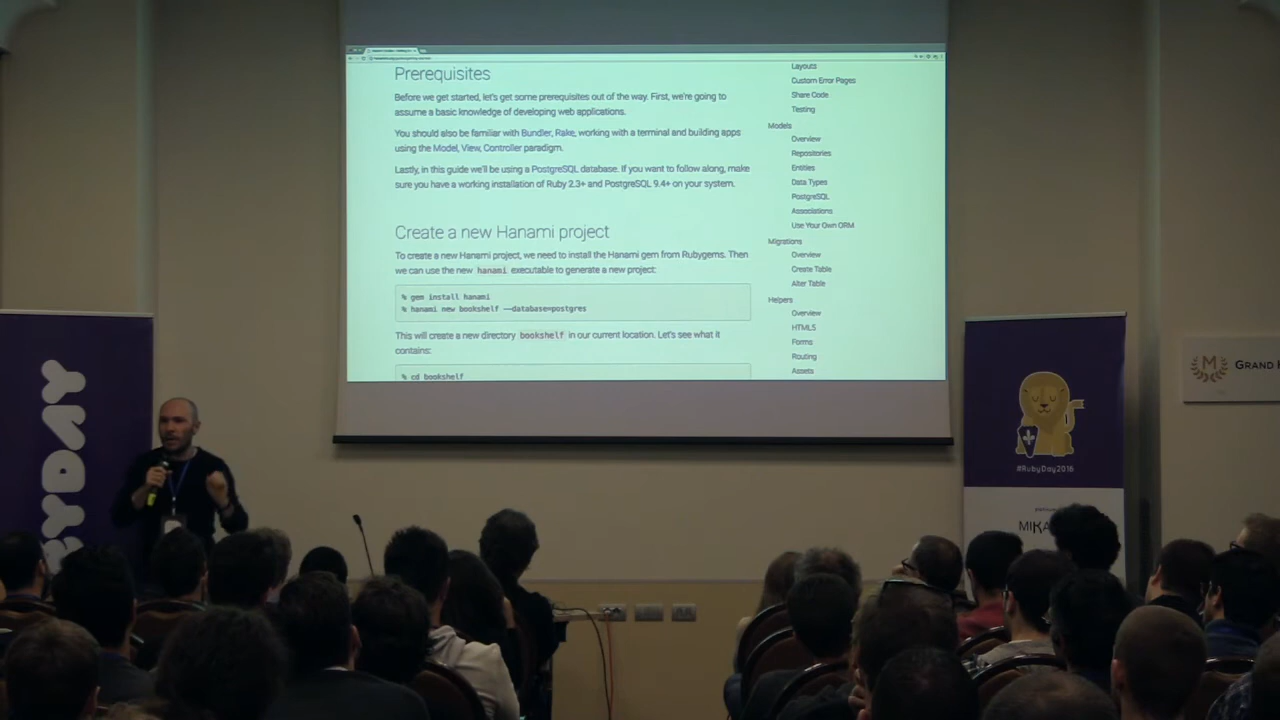 Prerequisites
Before we get started, let's get some prerequisites out of the way. First, we're going to
assume a basic knowledge of developing web applications.
You should also be familiar with Bundler, Rake, working with a terminal and building apps
using the Model, View, Controller paradigm.
Lastly, in this guide we'll be using a PostgreSQL database. If you want to follow along, make
sure you have a working installation of Ruby 2.3+ and PostgreSQL 9.4+ on your system.
Create a new Hanami project
To create a new Hanami project, we need to install the Hanami gem from Rubygems. Then
we can use the new hanami executable to generate a new project:
% gem install hanami
% hanami new bookshelf --database=postgres
This will create a new directory bookshelf in our current location. Let's see what it
contains:
% cd bookshelf
Layouts
Custom Error Pages
Share Code
Testing
Models
Overview
Repositories
Entities
Data Types
PostgreSQL
Associations
Use Your Own ORM
Migrations
Overview
Create Table
Alter Table
Helpers
Overview
HTML5
Forms
Routing
Assets
BYDAY
#RubyDay2016
MIKA
M
GRAND